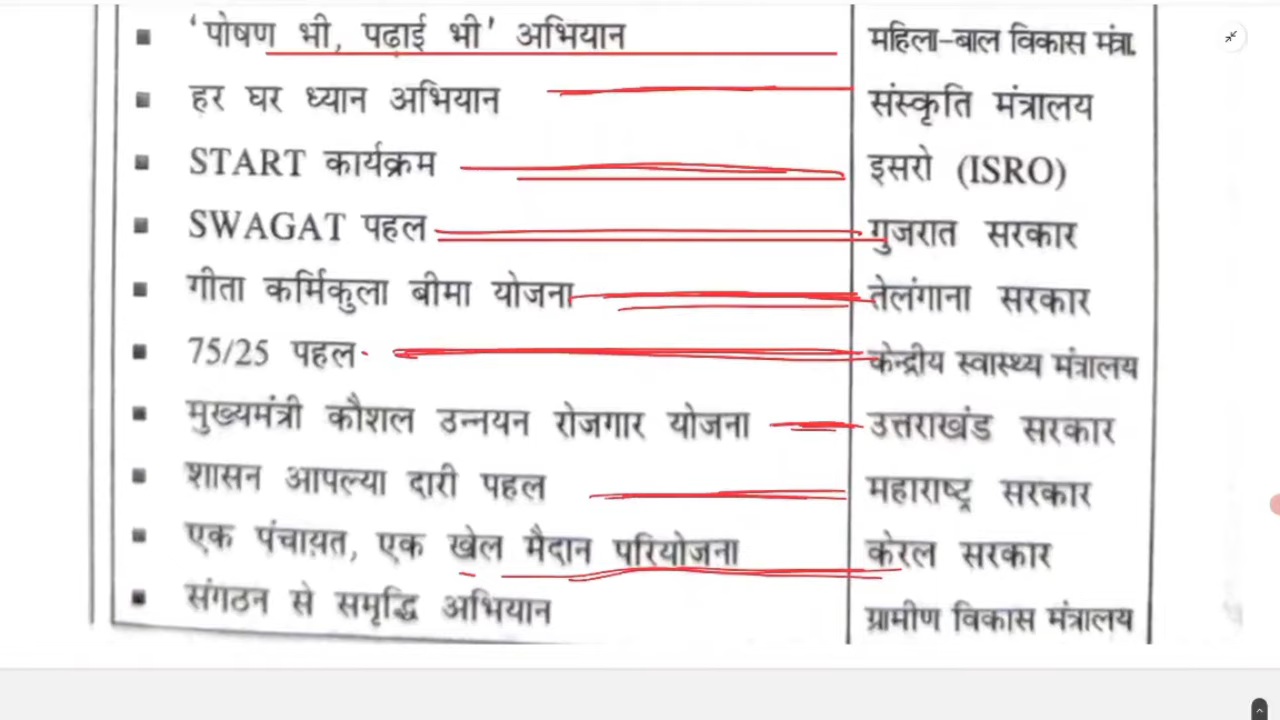 ▪ 'पोषण भी, पढ़ाई भी' अभियान महिला-बाल विकास मंत्रा.
▪ हर घर ध्यान अभियान संस्कृति मंत्रालय
▪ START कार्यक्रम इसरो (ISRO)
▪ SWAGAT पहल गुजरात सरकार
▪ गीता कर्मिकुला बीमा योजना तेलंगाना सरकार
▪ 75/25 पहल केन्द्रीय स्वास्थ्य मंत्रालय
▪ मुख्यमंत्री कौशल उन्नयन रोजगार योजना उत्तराखंड सरकार
▪ शासन आपल्या दारी पहल महाराष्ट्र सरकार
▪ एक पंचायत, एक खेल मैदान परियोजना केरल सरकार
▪ संगठन से समृद्धि अभियान ग्रामीण विकास मंत्रालय